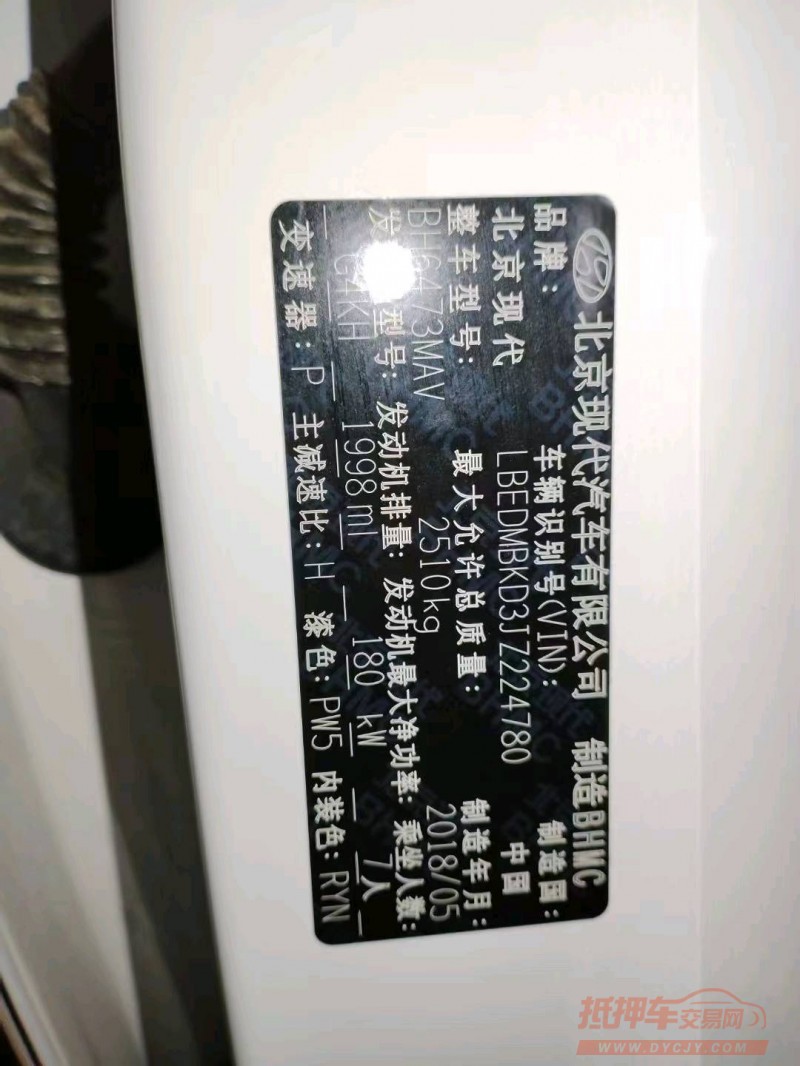 北京现代汽车有限公司 制造BHMC
品牌: 车辆识别号(VIN): 制造国:
北京现代 LBEDMBKD3JZ224780 中国
整车型号: 最大允许总质量: 制造年月:
BH6473MAV 2510kg 2018/05
发 型号: 发动机排量: 发动机最大净功率: 乘坐人数:
G4KH 1998ml 180 kW 7人
变速器: P 主减速比: H 漆色: PW5 内装色: RYN
抵押车交易网
WWW.DYCJY.COM